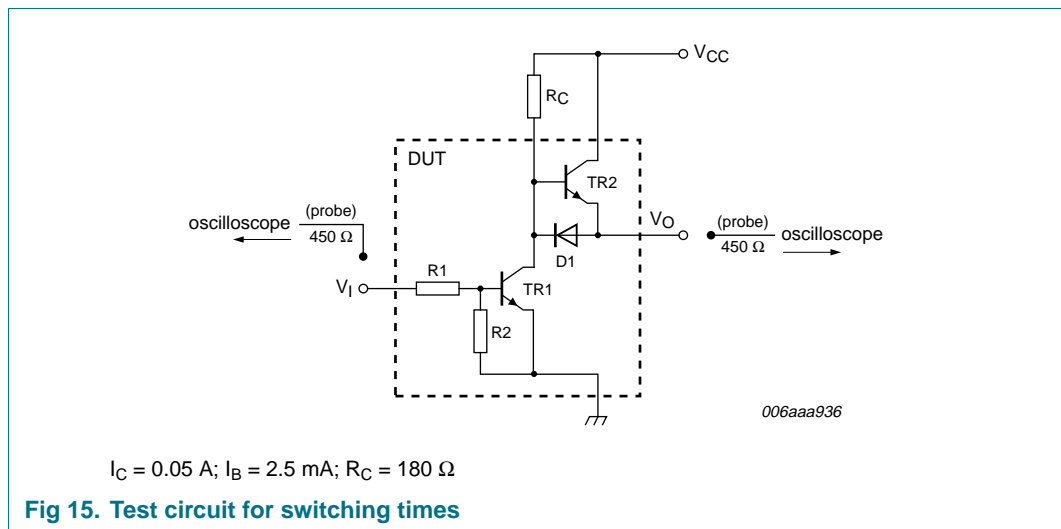 VCC
RC
DUT
TR2
oscilloscope
(probe)
450 Ω
VO
(probe)
450 Ω
oscilloscope
D1
R1
VI
TR1
R2
006aaa936
IC = 0.05 A; IB = 2.5 mA; RC = 180 Ω
Fig 15. Test circuit for switching times